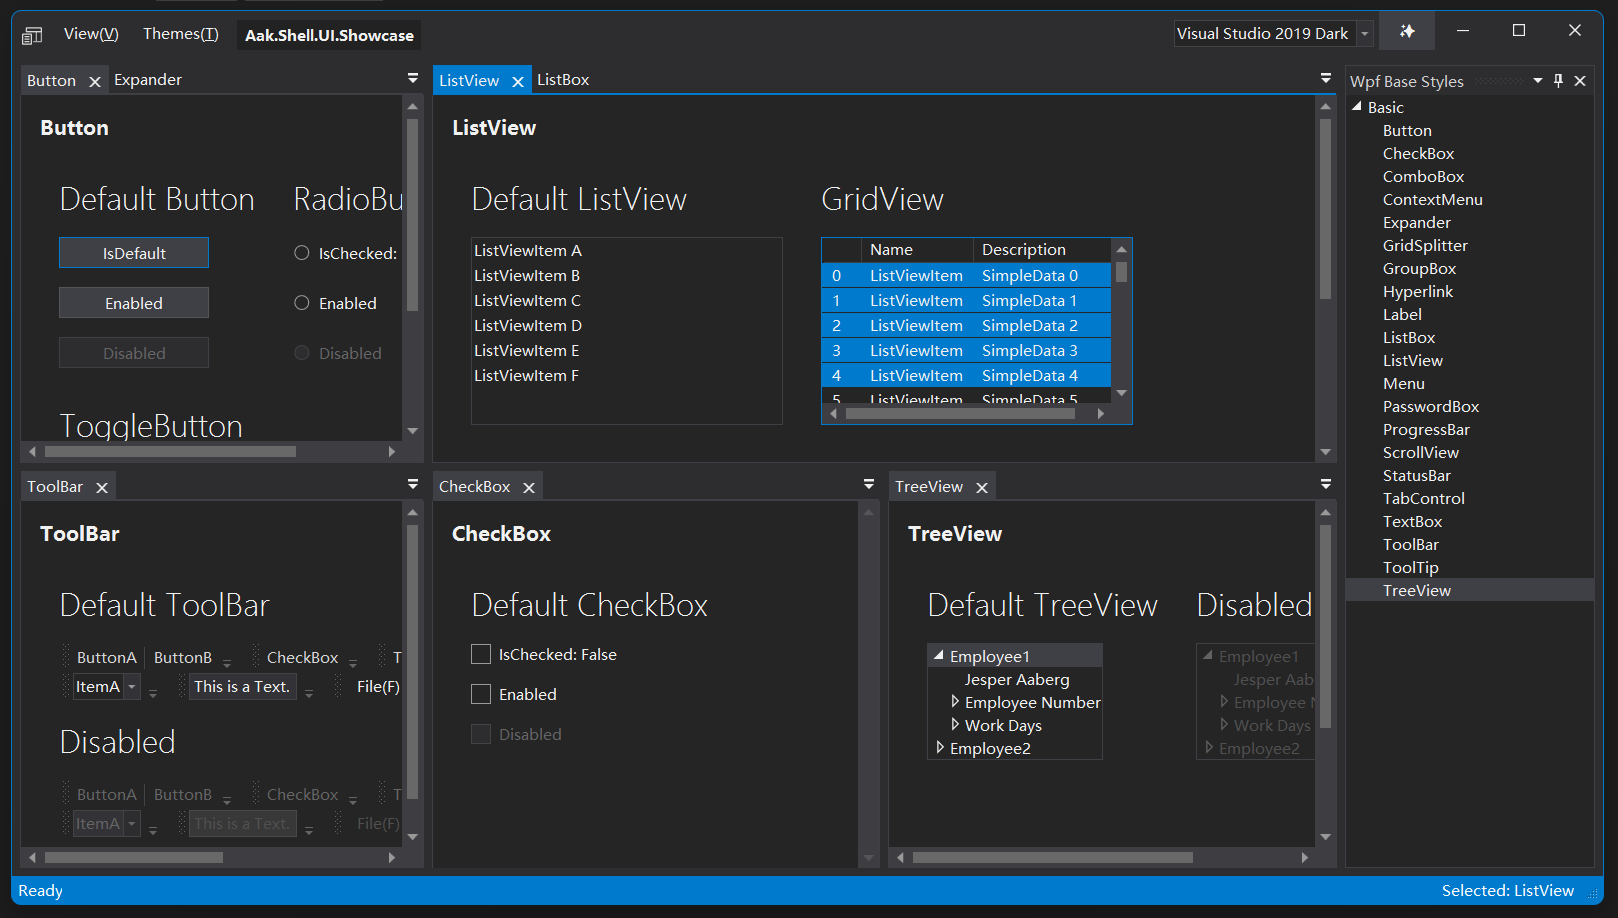 View(V) Themes(T) Aak.Shell.UI.Showcase Visual Studio 2019 Dark
Button Expander
Button
Default Button RadioBu
IsDefault IsChecked:
Enabled Enabled
Disabled Disabled
ToggleButton
ListView ListBox
ListView
Default ListView
ListViewItem A
ListViewItem B
ListViewItem C
ListViewItem D
ListViewItem E
ListViewItem F
GridView
Name Description
0 ListViewItem SimpleData 0
1 ListViewItem SimpleData 1
2 ListViewItem SimpleData 2
3 ListViewItem SimpleData 3
4 ListViewItem SimpleData 4
5 ListViewItem SimpleData 5
Wpf Base Styles
Basic
Button
CheckBox
ComboBox
ContextMenu
Expander
GridSplitter
GroupBox
Hyperlink
Label
ListBox
ListView
Menu
PasswordBox
ProgressBar
ScrollView
StatusBar
TabControl
TextBox
ToolBar
ToolTip
TreeView
ToolBar
ToolBar
Default ToolBar
ButtonA ButtonB CheckBox T
ItemA This is a Text. File(F)
Disabled
ButtonA ButtonB CheckBox T
ItemA This is a Text. File(F)
CheckBox
CheckBox
Default CheckBox
IsChecked: False
Enabled
Disabled
TreeView
TreeView
Default TreeView
Employee1
Jesper Aaberg
Employee Number
Work Days
Employee2
Disabled
Employee1
Jesper Aab
Employee N
Work Days
Employee2
Ready Selected: ListView